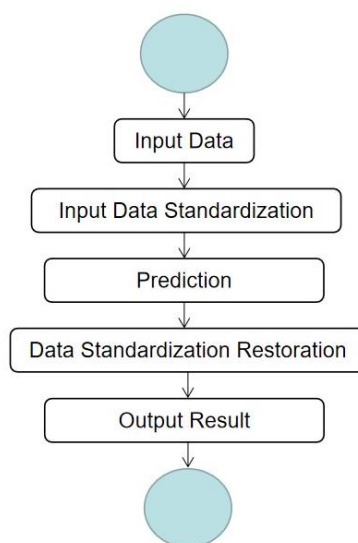 Input Data
Input Data Standardization
Prediction
Data Standardization Restoration
Output Result